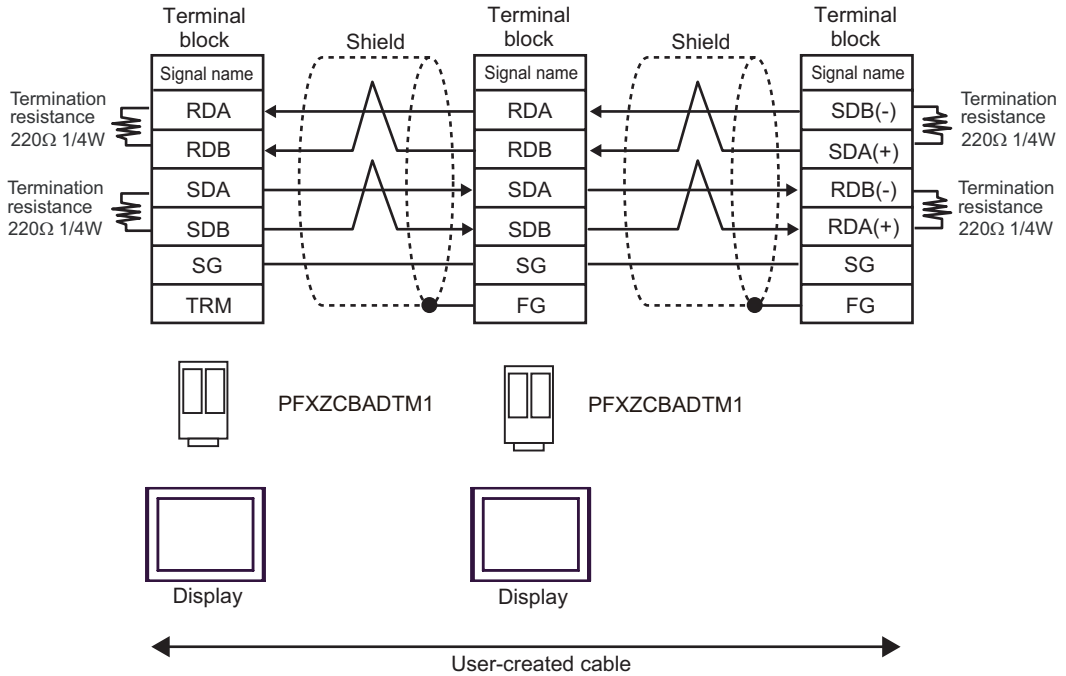 Terminal
block
Shield
Terminal
block
Shield
Terminal
block
Signal name
Signal name
Signal name
Termination
resistance
220Ω 1/4W
RDA
RDA
SDB(-)
Termination
resistance
220Ω 1/4W
RDB
RDB
SDA(+)
Termination
resistance
220Ω 1/4W
SDA
SDA
RDB(-)
Termination
resistance
220Ω 1/4W
SDB
SDB
RDA(+)
SG
SG
SG
TRM
FG
FG
PFXZCBADTM1
PFXZCBADTM1
Display
Display
User-created cable